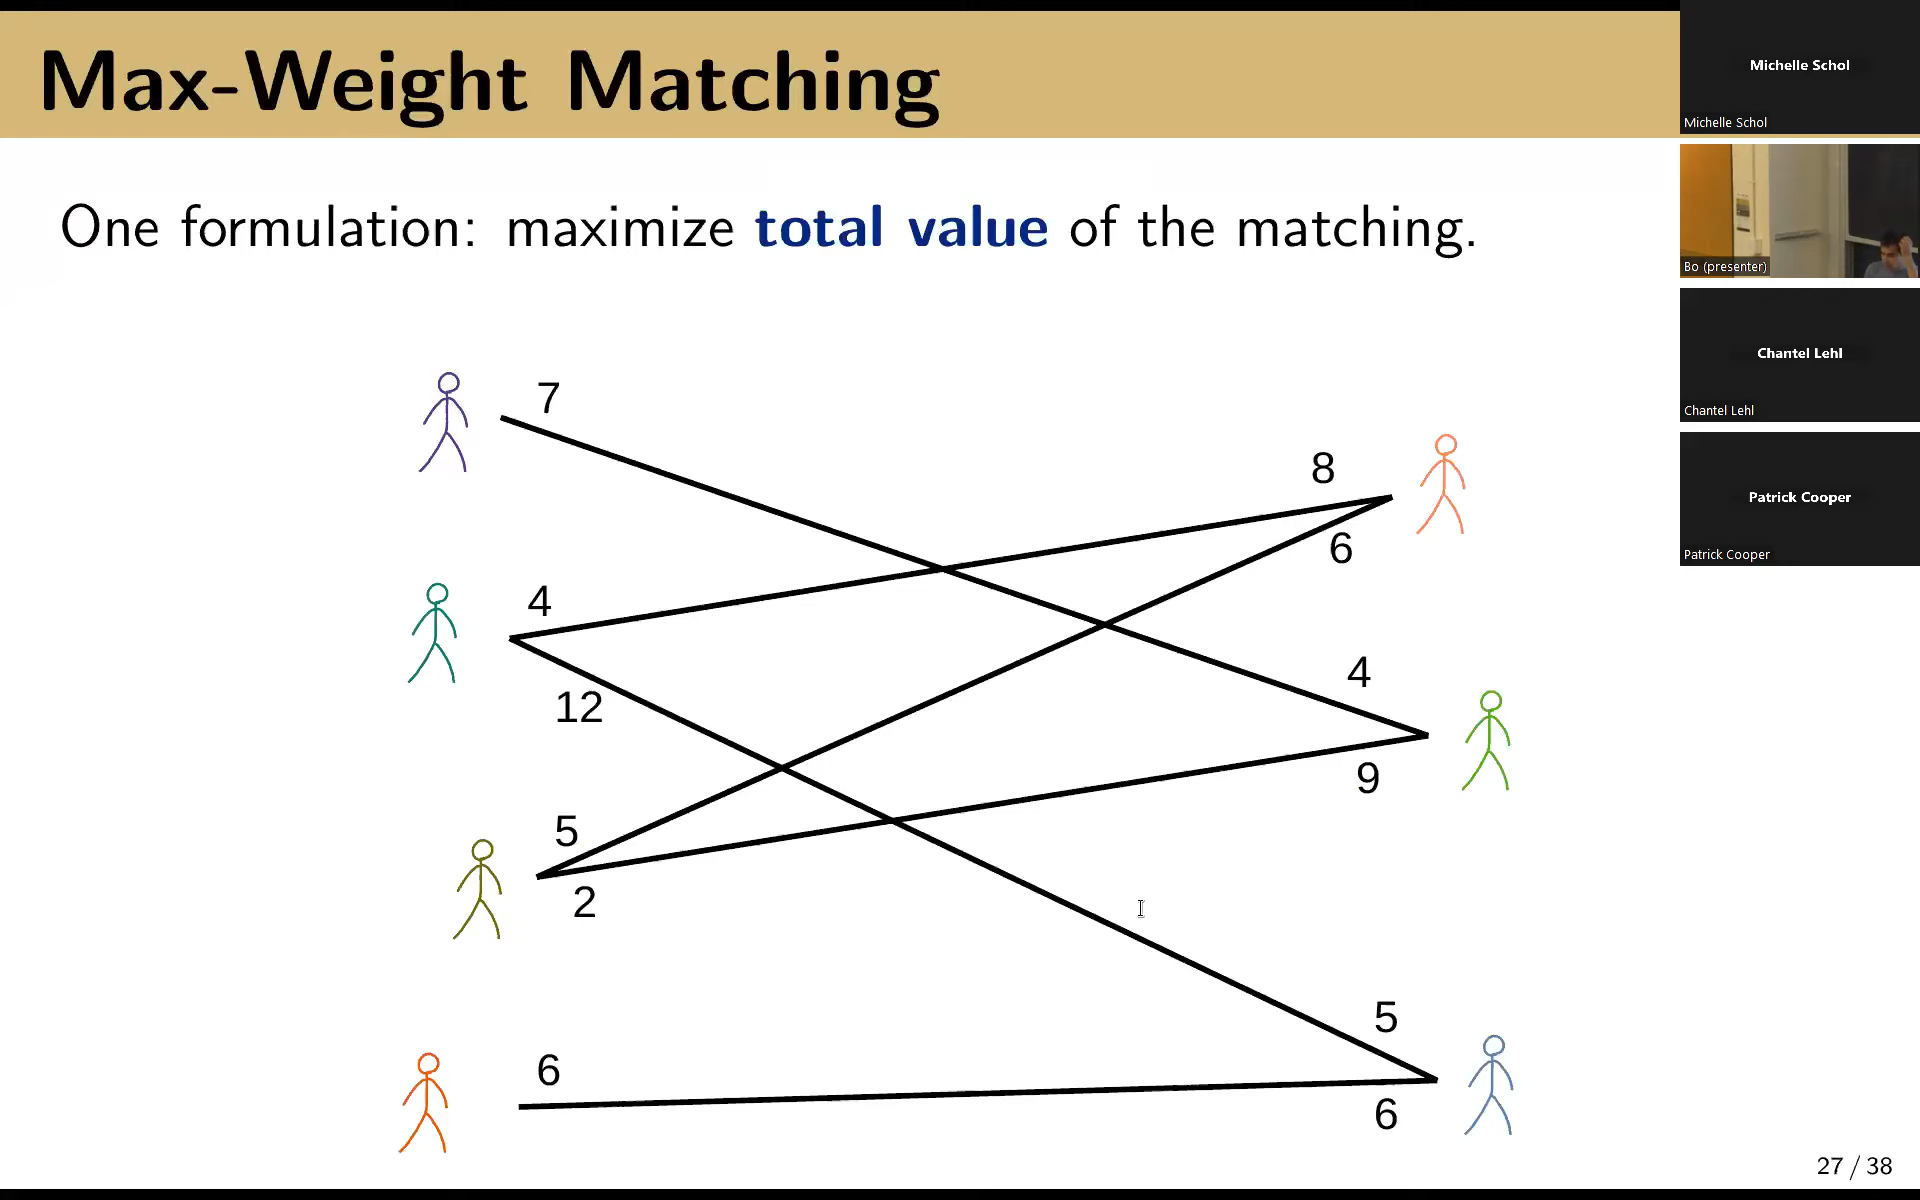 Max-Weight Matching
One formulation: maximize total value of the matching.
7
8
6
4
12
4
9
5
2
5
6
6
27 / 38
Michelle Schol
Michelle Schol
Bo (presenter)
Chantel Lehl
Chantel Lehl
Patrick Cooper
Patrick Cooper